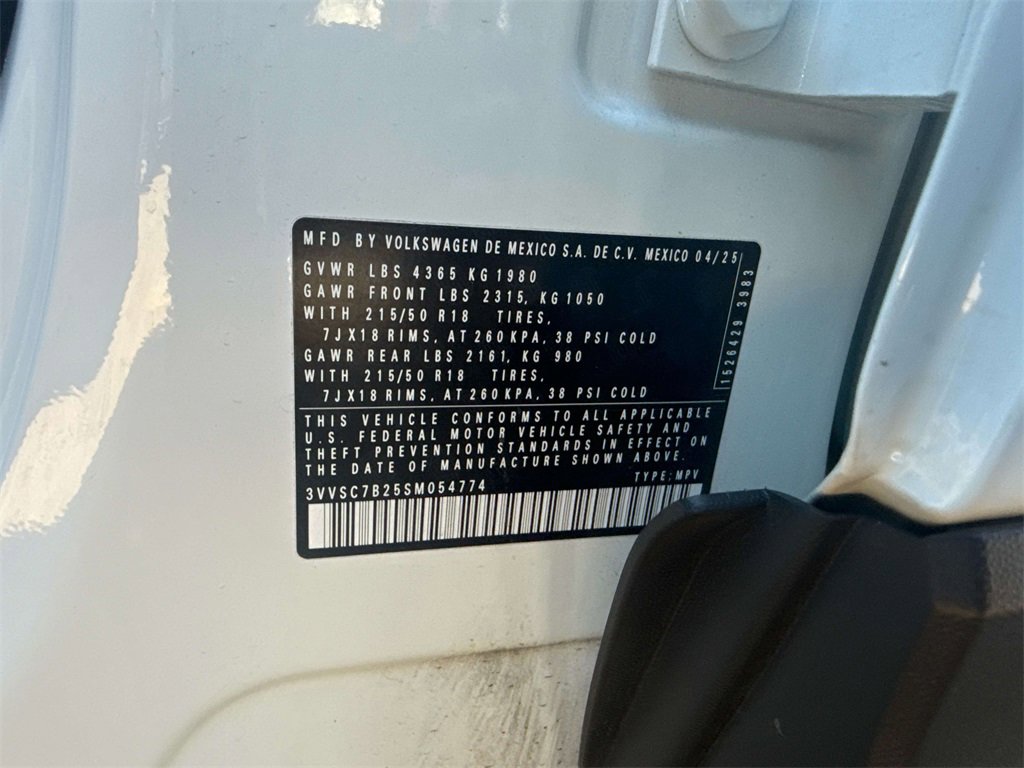 MFD BY VOLKSWAGEN DE MEXICO S.A. DE C.V. MEXICO 04/25
GVWR LBS 4365 KG 1980
GAWR FRONT LBS 2315, KG 1050
WITH 215/50 R18 TIRES,
7JX18 RIMS, AT 260 KPA, 38 PSI COLD
GAWR REAR LBS 2161, KG 980
WITH 215/50 R18 TIRES,
7JX18 RIMS, AT 260 KPA, 38 PSI COLD
1526429 3983
THIS VEHICLE CONFORMS TO ALL APPLICABLE
U.S. FEDERAL MOTOR VEHICLE SAFETY AND
THEFT PREVENTION STANDARDS IN EFFECT ON
THE DATE OF MANUFACTURE SHOWN ABOVE.
3VVSC7B25SM054774 TYPE: MPV